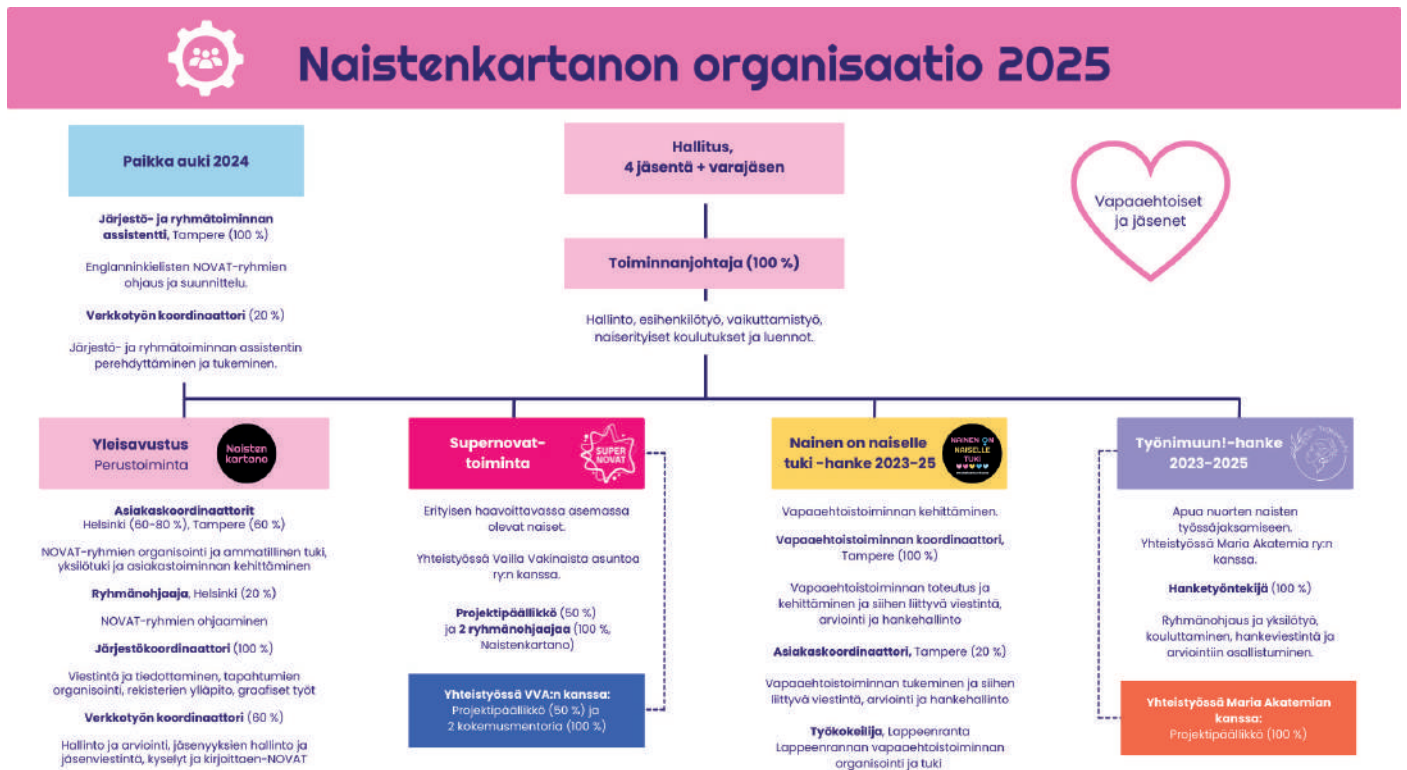 Naistenkartanon organisaatio 2025
Paikka auki 2024
Järjestö- ja ryhmätoiminnan
assistentti, Tampere (100 %)
Englanninkielisten NOVAT-ryhmien
ohjaus ja suunnittelu.
Verkkotyön koordinaattori (20 %)
Järjestö- ja ryhmätoiminnan assistentin
perehdyttäminen ja tukeminen.
Hallitus,
4 jäsentä + varajäsen
Toiminnanjohtaja (100 %)
Hallinto, esihenkilötyö, vaikuttamistyö,
naiserityiset koulutukset ja luennot.
Vapaaehtoiset
ja jäsenet
Yleisavustus
Perustoiminta
Naisten
kartano
Asiakaskoordinaattorit
Helsinki (60-80 %), Tampere (60 %)
NOVAT-ryhmien organisointi ja ammatillinen tuki,
yksilötuki ja asiakastoiminnan kehittäminen
Ryhmänohjaaja, Helsinki (20 %)
NOVAT-ryhmien ohjaaminen
Järjestökoordinaattori (100 %)
Viestintä ja tiedottaminen, tapahtumien
organisointi, rekisterien ylläpito, graafiset työt
Verkkotyön koordinaattori (60 %)
Hallinto ja arviointi, jäsenyyksien hallinto ja
jäsenviestintä, kyselyt ja kirjoittaen-NOVAT
Supernovat-
toiminta
SUPER
NOVAT
Erityisen haavoittavassa asemassa
olevat naiset.
Yhteistyössä Vailla Vakinaista asuntoa
ry:n kanssa.
Projektipäällikkö (50 %)
ja 2 ryhmänohjaajaa (100 %,
Naistenkartano)
Yhteistyössä VVA:n kanssa:
Projektipäällikkö (50 %) ja
2 kokemusmentoria (100 %)
Nainen on naiselle
tuki -hanke 2023-25
NAINEN ON
NAISELLE
TUKI
Vapaaehtoistoiminnan kehittäminen.
Vapaaehtoistoiminnan koordinaattori,
Tampere (100 %)
Vapaaehtoistoiminnan toteutus ja
kehittäminen ja siihen liittyvä viestintä,
arviointi ja hankehallinto
Asiakaskoordinaattori, Tampere (20 %)
Vapaaehtoistoiminnan tukeminen ja siihen
liittyvä viestintä, arviointi ja hankehallinto
Työkokeilija, Lappeenranta
Lappeenrannan vapaaehtoistoiminnan
organisointi ja tuki
Työnimuun!-hanke
2023-2025
Apua nuorten naisten
työssäjaksamiseen.
Yhteistyössä Maria Akatemia ry:n
kanssa.
Hanketyöntekijä (100 %)
Ryhmänohjaus ja yksilötyö,
kouluttaminen, hankeviestintä ja
arviointiin osallistuminen.
Yhteistyössä Maria Akatemian
kanssa:
Projektipäällikkö (100 %)